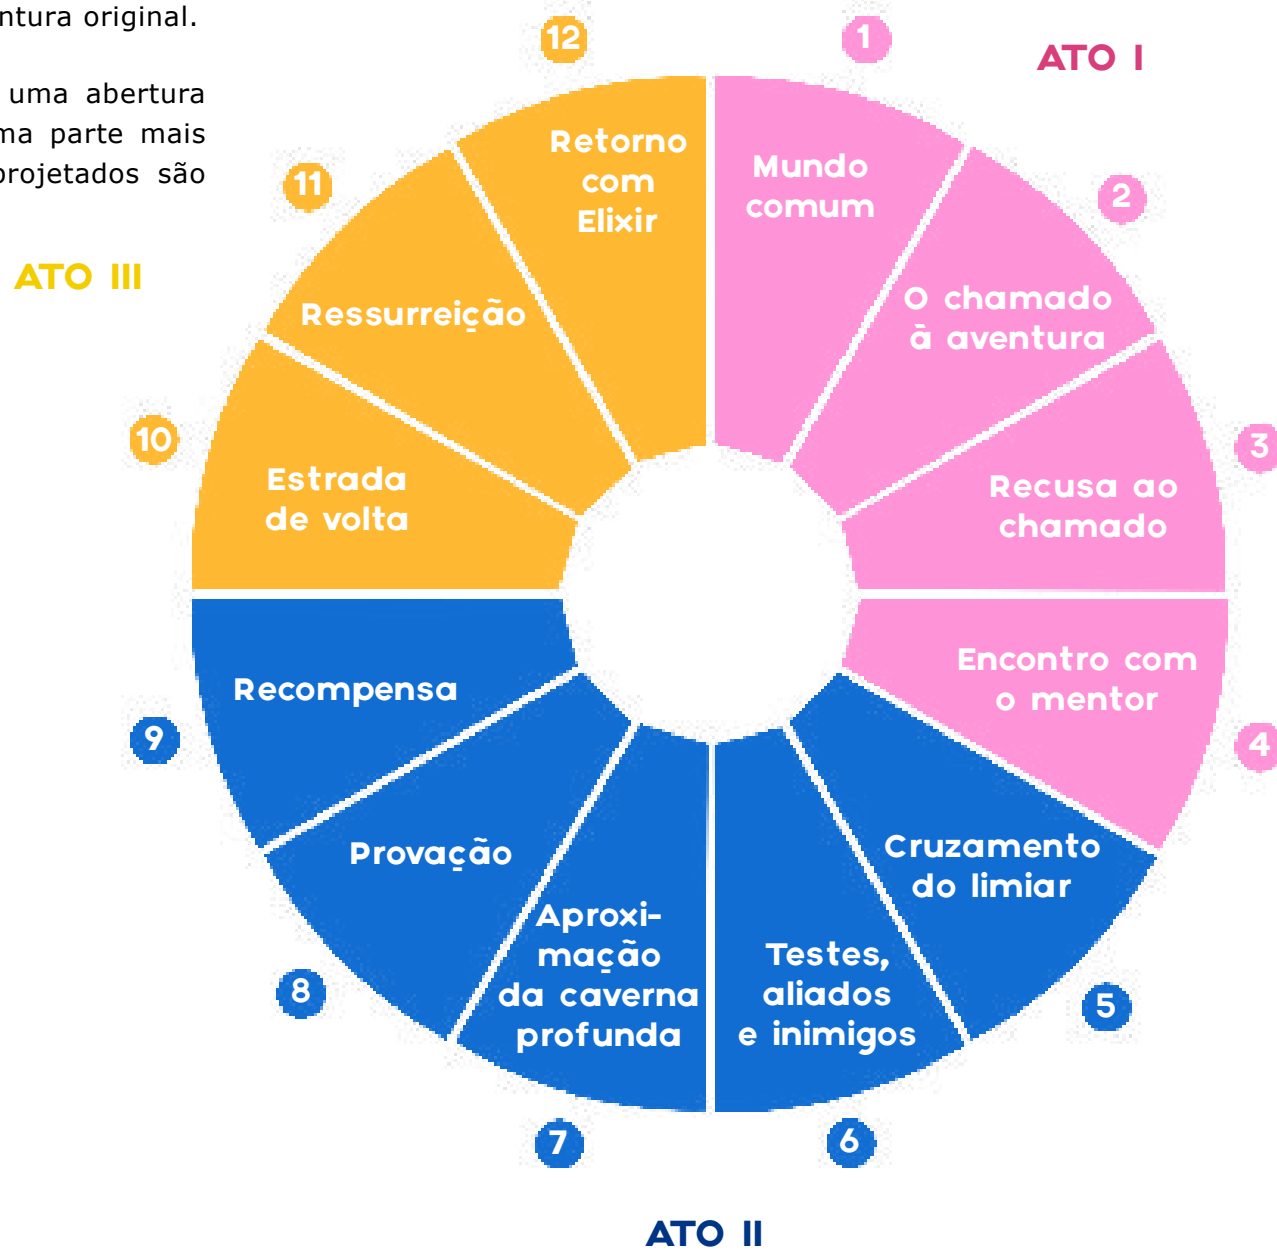 ntura original.
uma abertura
ma parte mais
projetados são
ATO I
1
Mundo
comum
2
O chamado
à aventura
3
Recusa ao
chamado
4
Encontro com
o mentor
ATO II
5
Cruzamento
do limiar
6
Testes,
aliados
e inimigos
7
Aproxi-
mação
da caverna
profunda
8
Provação
9
Recompensa
ATO III
10
Estrada
de volta
11
Ressurreição
12
Retorno
com
Elixir